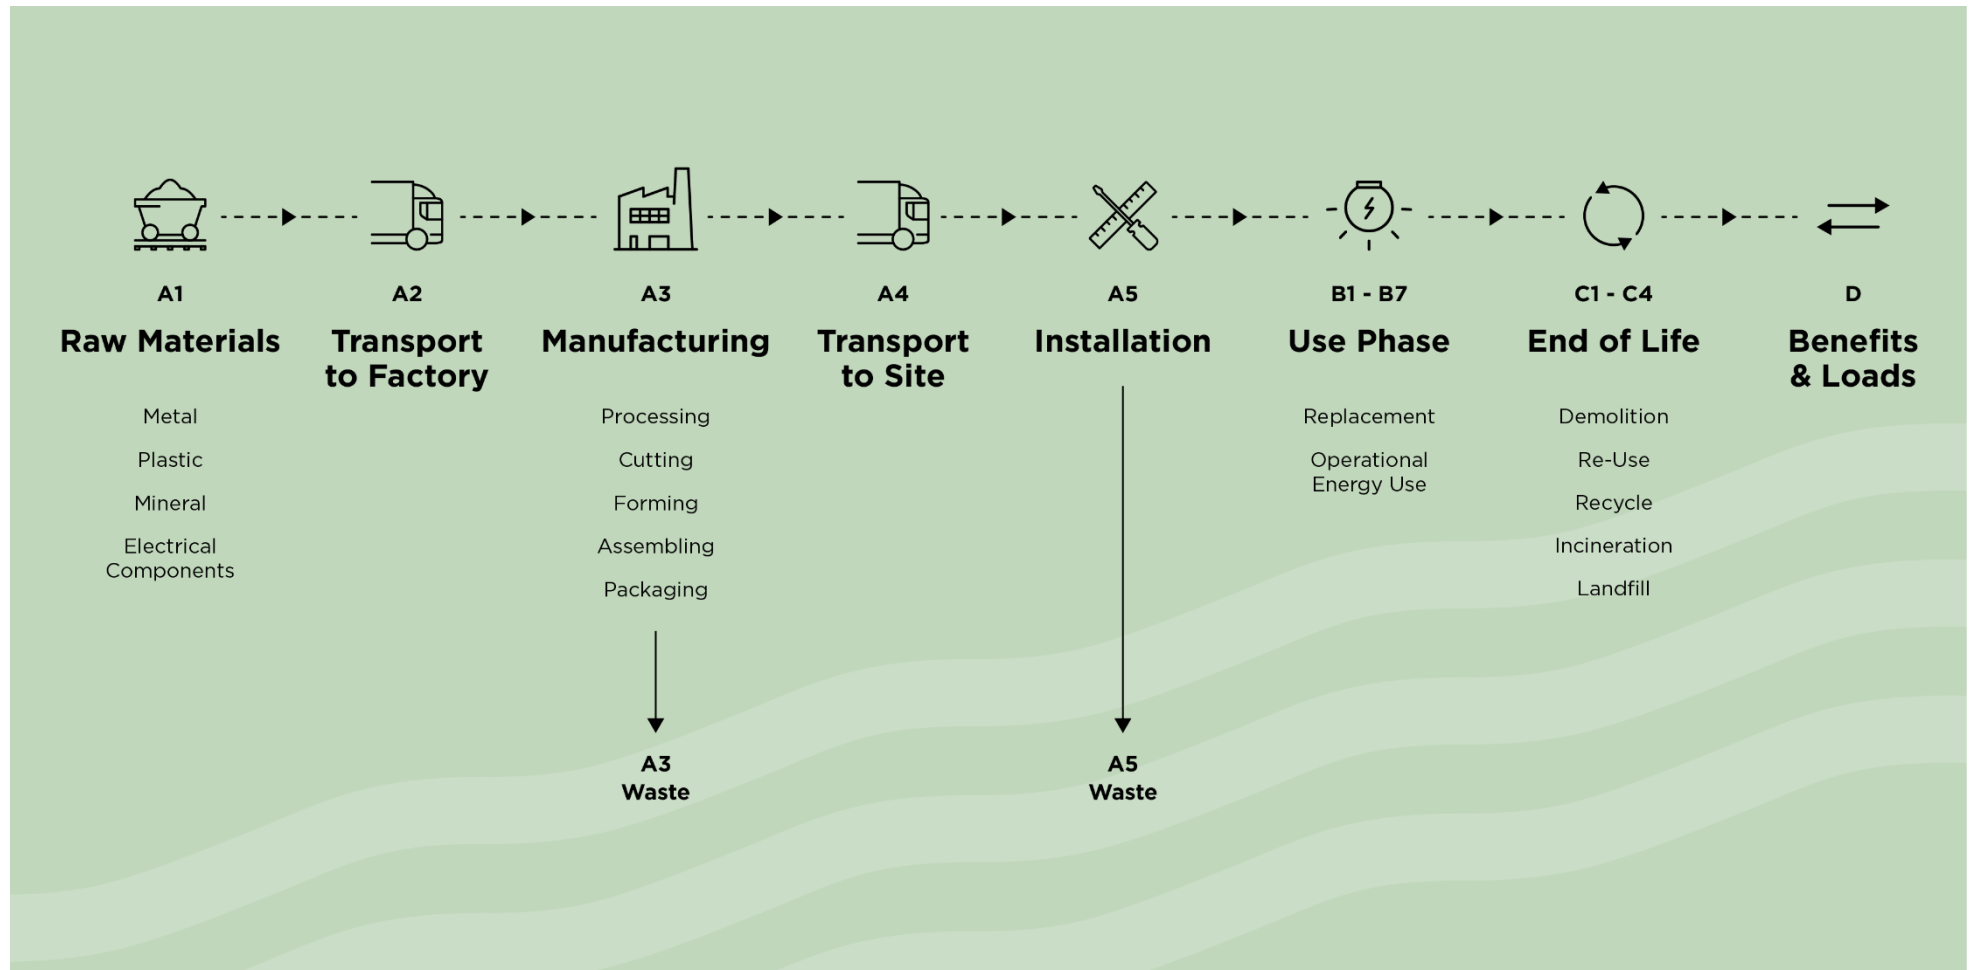 A1
Raw Materials
Metal
Plastic
Mineral
Electrical
Components
A2
Transport
to Factory
A3
Manufacturing
Processing
Cutting
Forming
Assembling
Packaging
A3
Waste
A4
Transport
to Site
A5
Installation
A5
Waste
B1 - B7
Use Phase
Replacement
Operational
Energy Use
C1 - C4
End of Life
Demolition
Re-Use
Recycle
Incineration
Landfill
D
Benefits
& Loads